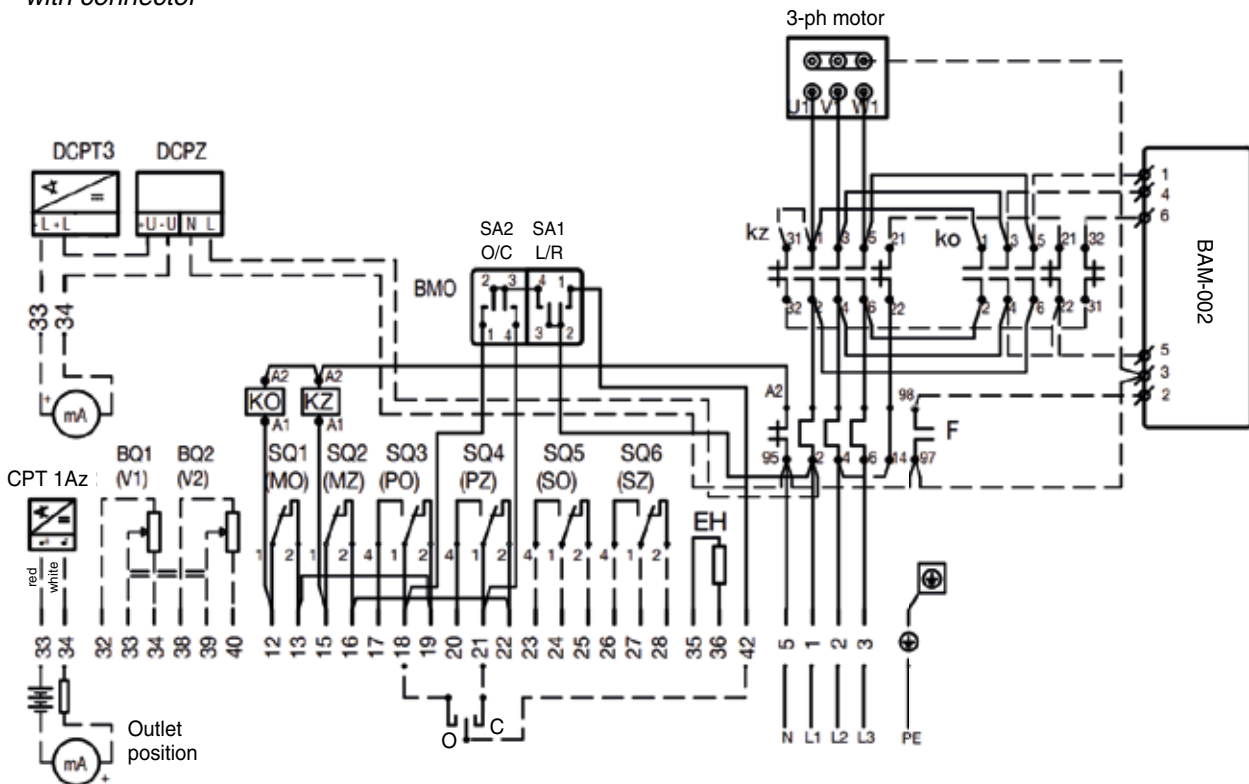 with connector
3-ph motor
U1 V1 W1
DCPT3 DCPZ
-L +L +U -U N L
SA2 SA1
O/C L/R
BMO
2 3 4 1
1 4 3 2
kz 31 1 3 5 21 ko 1 3 5 21 32
32 2 4 6 22 2 4 6 22 31
1
4
6
BAM-002
5
3
2
33 34
mA
+
A2 A2
KO KZ
A1 A1
A2 98
F
95 2 4 6 14 97
CPT 1Az
BQ1 BQ2 SQ1 SQ2 SQ3 SQ4 SQ5 SQ6
(V1) (V2) (MO) (MZ) (PO) (PZ) (SO) (SZ)
EH
1 2 1 2 4 1 2 4 1 2 4 1 2 4 1 2
red
white
33 34 32 33 34 38 39 40 12 13 15 16 17 18 19 20 21 22 23 24 25 26 27 28 35 36 42 5 1 2 3
O C
N L1 L2 L3 PE
Outlet
position
mA
+